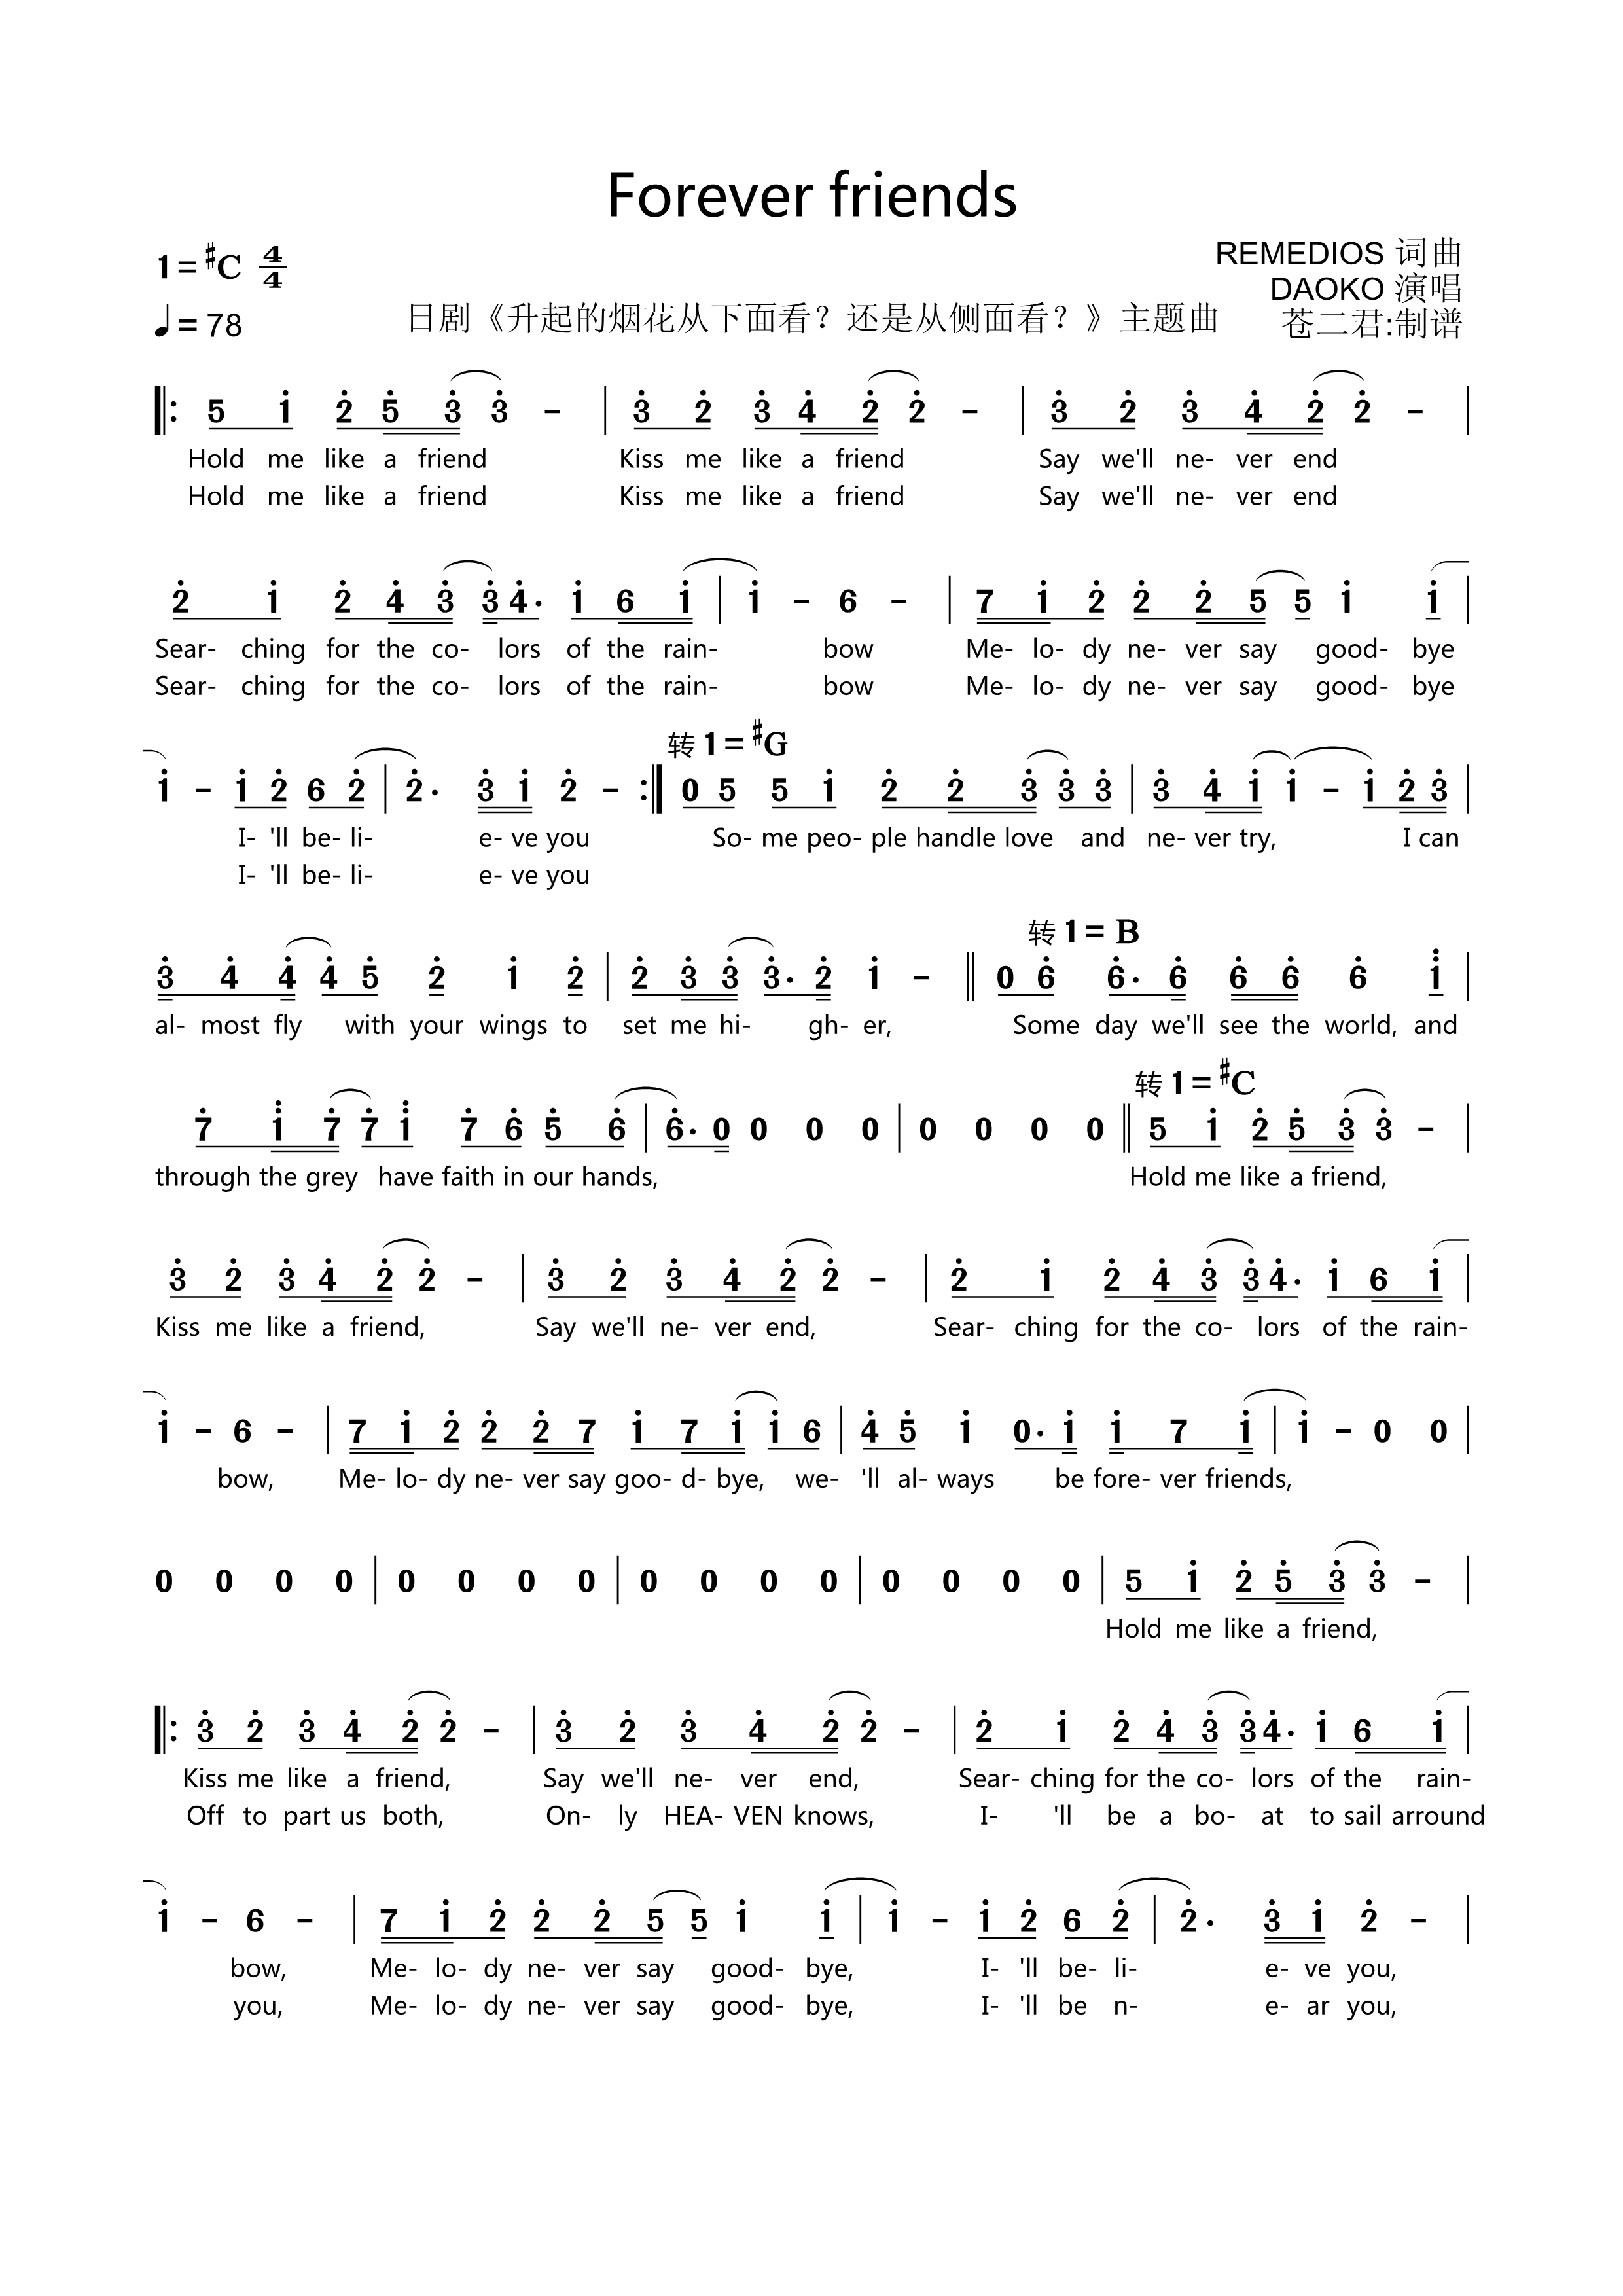 Forever friends
1=#C 4/4
REMEDIOS 词曲
DAOKO 演唱
♩=78
日剧《升起的烟花从下面看？还是从侧面看？》主题曲
苍二君:制谱
5 1 2 5 3 3 - | 3 2 3 4 2 2 - | 3 2 3 4 2 2 - |
Hold me like a friend Kiss me like a friend Say we'll ne- ver end
Hold me like a friend Kiss me like a friend Say we'll ne- ver end
2 1 2 4 3 3 4. 1 6 1 | 1 - 6 - | 7 1 2 2 2 5 5 1 1 |
Sear- ching for the co- lors of the rain- bow Me- lo- dy ne- ver say good- bye
Sear- ching for the co- lors of the rain- bow Me- lo- dy ne- ver say good- bye
转 1=#G
1 - 1 2 6 2 | 2. 3 1 2 - :| 0 5 5 1 2 2 3 3 3 | 3 4 1 1 - 1 2 3 |
I- 'll be- li- e- ve you So- me peo- ple handle love and ne- ver try, I can
I- 'll be- li- e- ve you
转 1= B
3 4 4 4 5 2 1 2 | 2 3 3 3. 2 1 - || 0 6 6. 6 6 6 6 1 |
al- most fly with your wings to set me hi- gh- er, Some day we'll see the world, and
转 1=#C
7 1 7 7 1 7 6 5 6 | 6. 0 0 0 0 | 0 0 0 0 || 5 1 2 5 3 3 - |
through the grey have faith in our hands, Hold me like a friend,
3 2 3 4 2 2 - | 3 2 3 4 2 2 - | 2 1 2 4 3 3 4. 1 6 1 |
Kiss me like a friend, Say we'll ne- ver end, Sear- ching for the co- lors of the rain-
1 - 6 - | 7 1 2 2 2 7 1 7 1 1 6 | 4 5 1 0. 1 1 7 1 | 1 - 0 0 |
bow, Me- lo- dy ne- ver say goo- d- bye, we- 'll al- ways be fore- ver friends,
0 0 0 0 | 0 0 0 0 | 0 0 0 0 | 0 0 0 0 | 5 1 2 5 3 3 - |
Hold me like a friend,
3 2 3 4 2 2 - | 3 2 3 4 2 2 - | 2 1 2 4 3 3 4. 1 6 1 |
Kiss me like a friend, Say we'll ne- ver end, Sear- ching for the co- lors of the rain-
Off to part us both, On- ly HEA- VEN knows, I- 'll be a bo- at to sail arround
1 - 6 - | 7 1 2 2 2 5 5 1 1 | 1 - 1 2 6 2 | 2. 3 1 2 - |
bow, Me- lo- dy ne- ver say good- bye, I- 'll be- li- e- ve you,
you, Me- lo- dy ne- ver say good- bye, I- 'll be n- e- ar you,